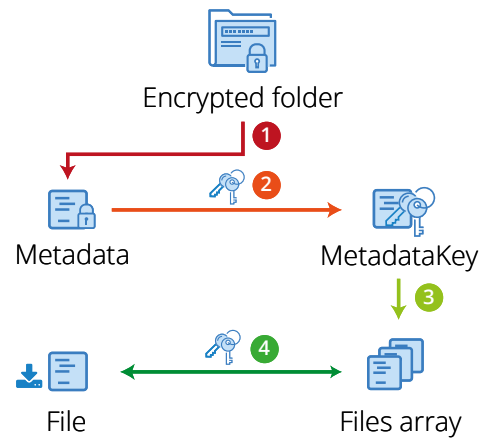 Encrypted folder
1
2
Metadata
MetadataKey
3
4
File
Files array